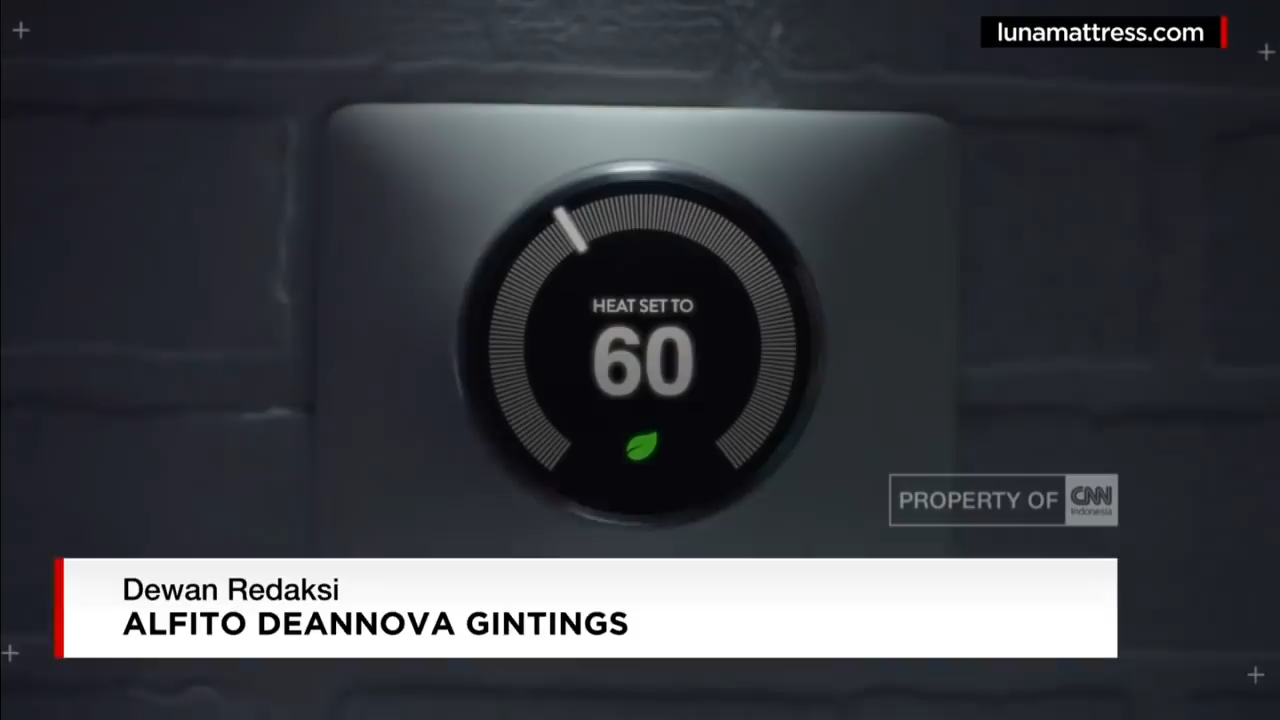 lunamattress.com
HEAT SET TO
60
PROPERTY OF CNN Indonesia
Dewan Redaksi
ALFITO DEANNOVA GINTINGS